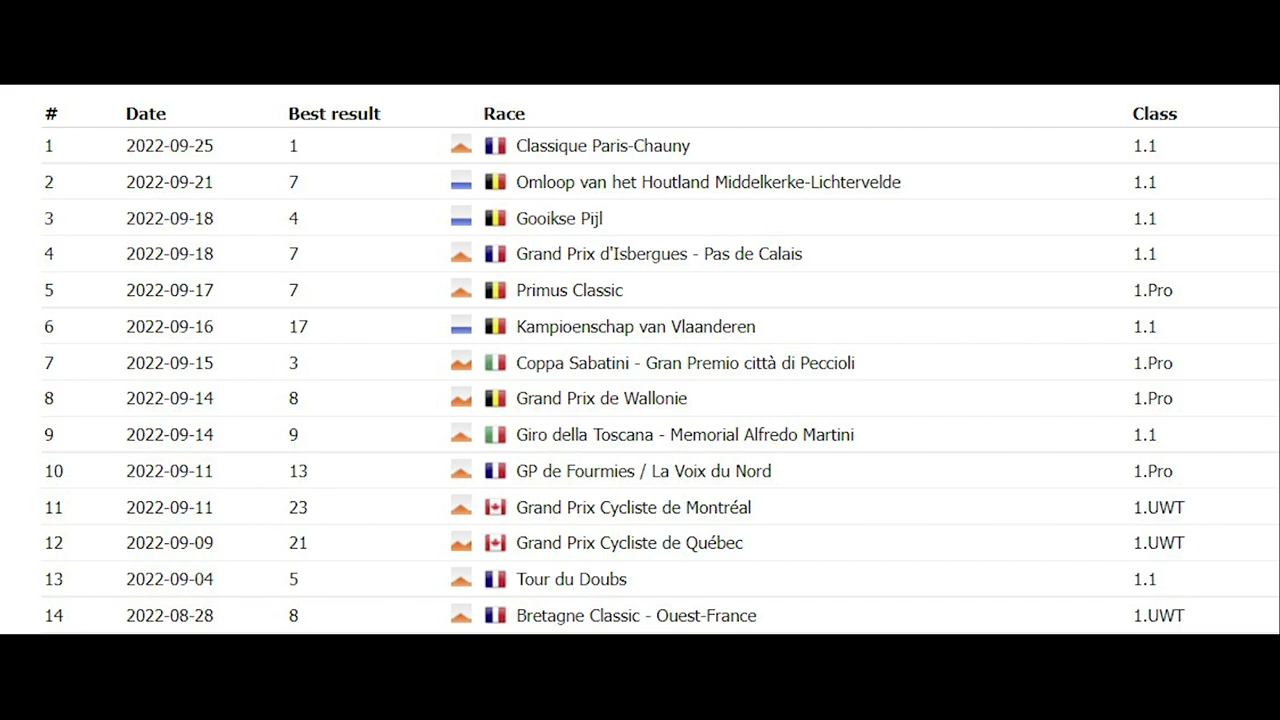 # Date Best result Race Class
1 2022-09-25 1 Classique Paris-Chauny 1.1
2 2022-09-21 7 Omloop van het Houtland Middelkerke-Lichtervelde 1.1
3 2022-09-18 4 Gooikse Pijl 1.1
4 2022-09-18 7 Grand Prix d'Isbergues - Pas de Calais 1.1
5 2022-09-17 7 Primus Classic 1.Pro
6 2022-09-16 17 Kampioenschap van Vlaanderen 1.1
7 2022-09-15 3 Coppa Sabatini - Gran Premio città di Peccioli 1.Pro
8 2022-09-14 8 Grand Prix de Wallonie 1.Pro
9 2022-09-14 9 Giro della Toscana - Memorial Alfredo Martini 1.1
10 2022-09-11 13 GP de Fourmies / La Voix du Nord 1.Pro
11 2022-09-11 23 Grand Prix Cycliste de Montréal 1.UWT
12 2022-09-09 21 Grand Prix Cycliste de Québec 1.UWT
13 2022-09-04 5 Tour du Doubs 1.1
14 2022-08-28 8 Bretagne Classic - Ouest-France 1.UWT